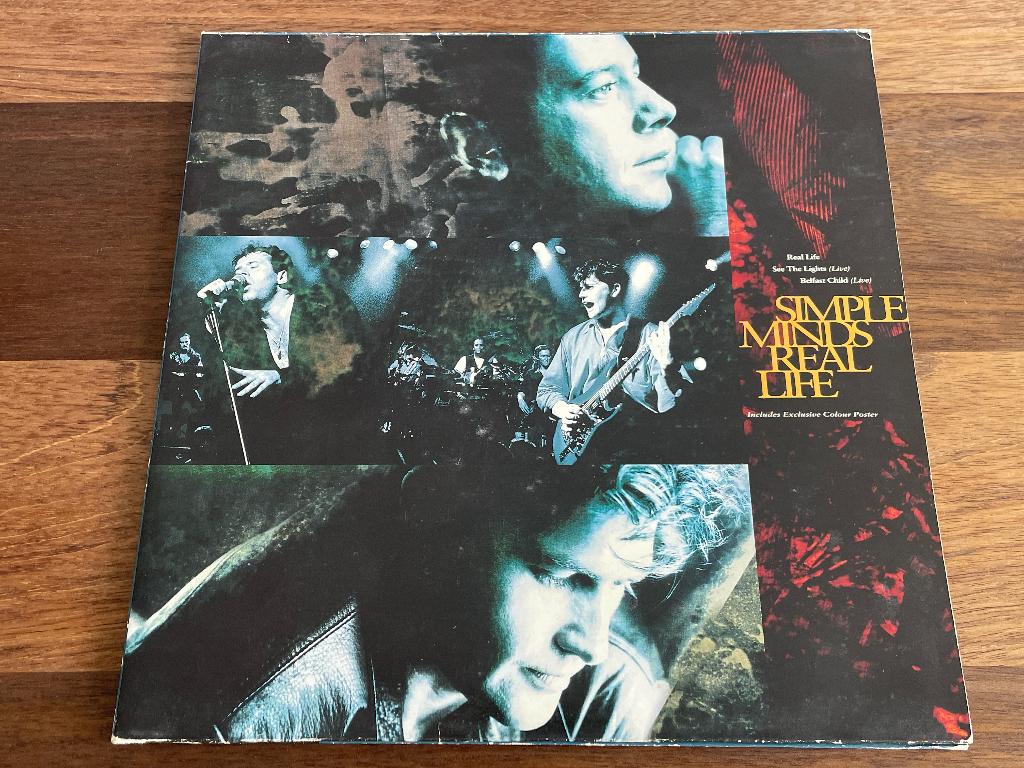 Real Life
See The Lights (Live)
Belfast Child (Live)
SIMPLE
MINDS
REAL
LIFE
Includes Exclusive Colour Poster